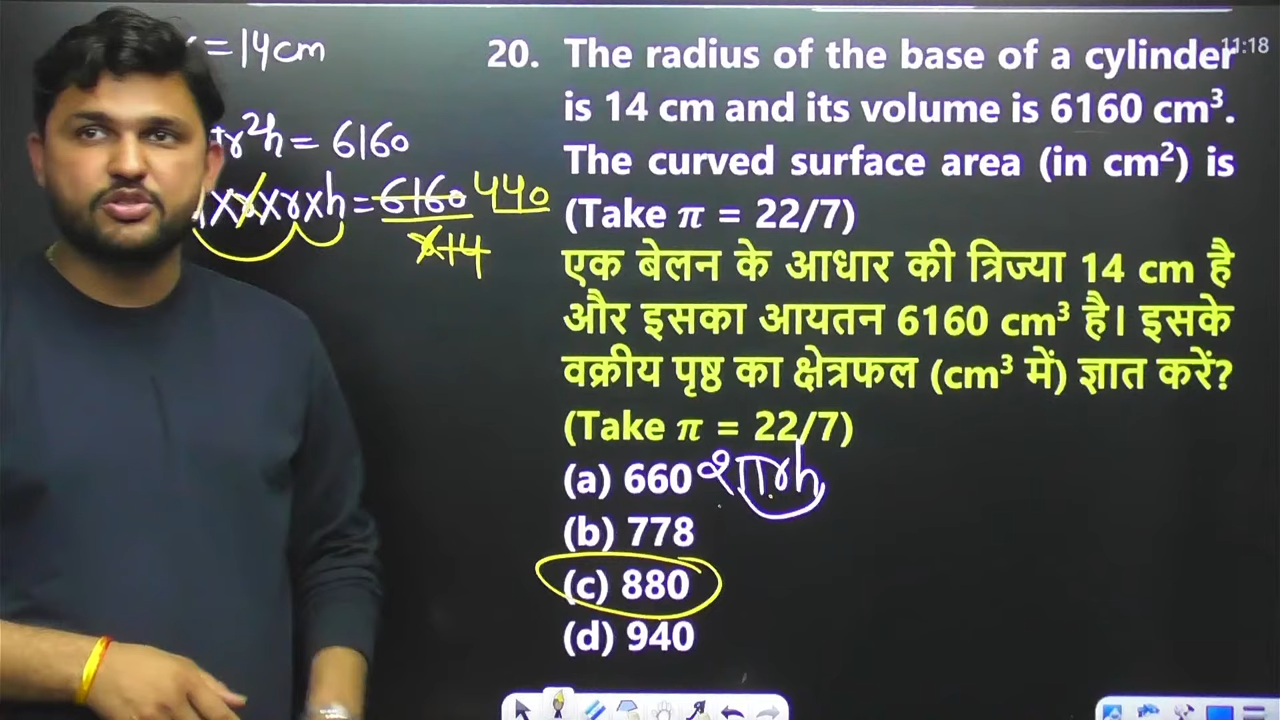 = 14cm
r²h = 6160
xrxrxh = 6160 440
14
11:18
20. The radius of the base of a cylinder
is 14 cm and its volume is 6160 cm³.
The curved surface area (in cm²) is
(Take π = 22/7)
एक बेलन के आधार की त्रिज्या 14 cm है
और इसका आयतन 6160 cm³ है। इसके
वक्रीय पृष्ठ का क्षेत्रफल (cm³ में) ज्ञात करें?
(Take π = 22/7)
(a) 660 2πrh
(b) 778
(c) 880
(d) 940